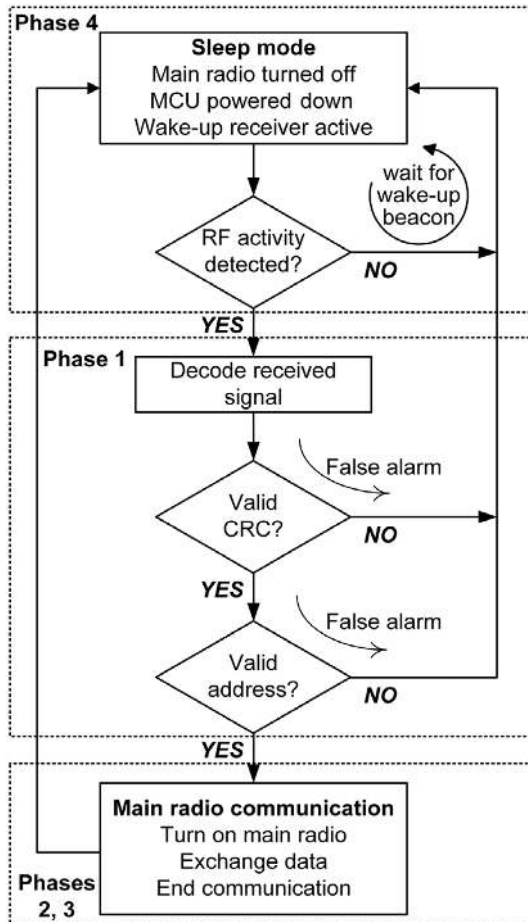 Phase 4
Sleep mode
Main radio turned off
MCU powered down
Wake-up receiver active
wait for
wake-up
beacon
RF activity
detected?
NO
YES
Phase 1
Decode received
signal
False alarm
Valid
CRC?
NO
YES
False alarm
Valid
address?
NO
YES
Main radio communication
Turn on main radio
Exchange data
End communication
Phases
2, 3